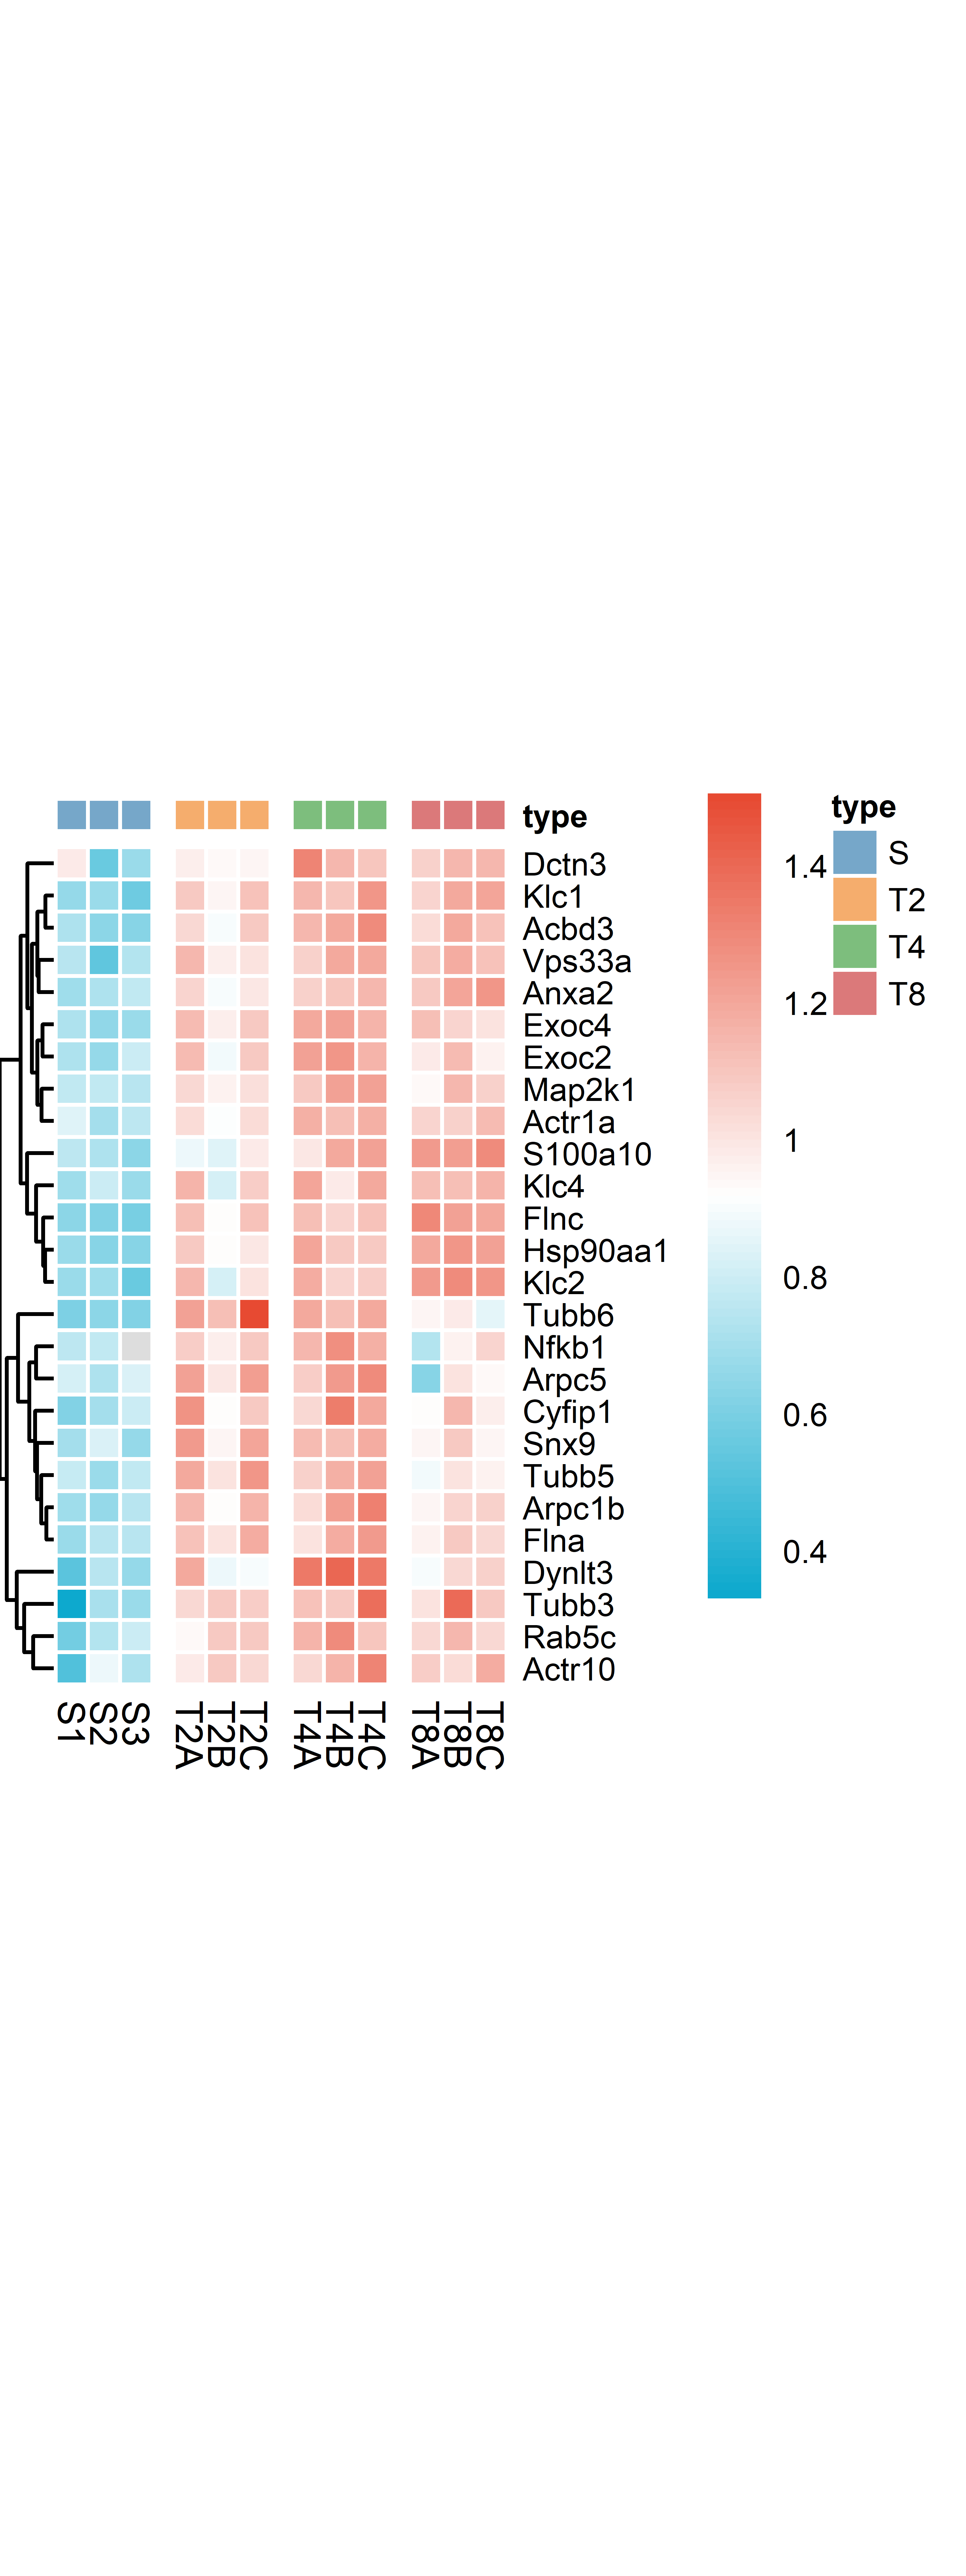 type
Dctn3
Klc1
Acbd3
Vps33a
Anxa2
Exoc4
Exoc2
Map2k1
Actr1a
S100a10
Klc4
Flnc
Hsp90aa1
Klc2
Tubb6
Nfkb1
Arpc5
Cyfip1
Snx9
Tubb5
Arpc1b
Flna
Dynlt3
Tubb3
Rab5c
Actr10
S1
S2
S3
T2A
T2B
T2C
T4A
T4B
T4C
T8A
T8B
T8C
1.4
1.2
1
0.8
0.6
0.4
type
S
T2
T4
T8